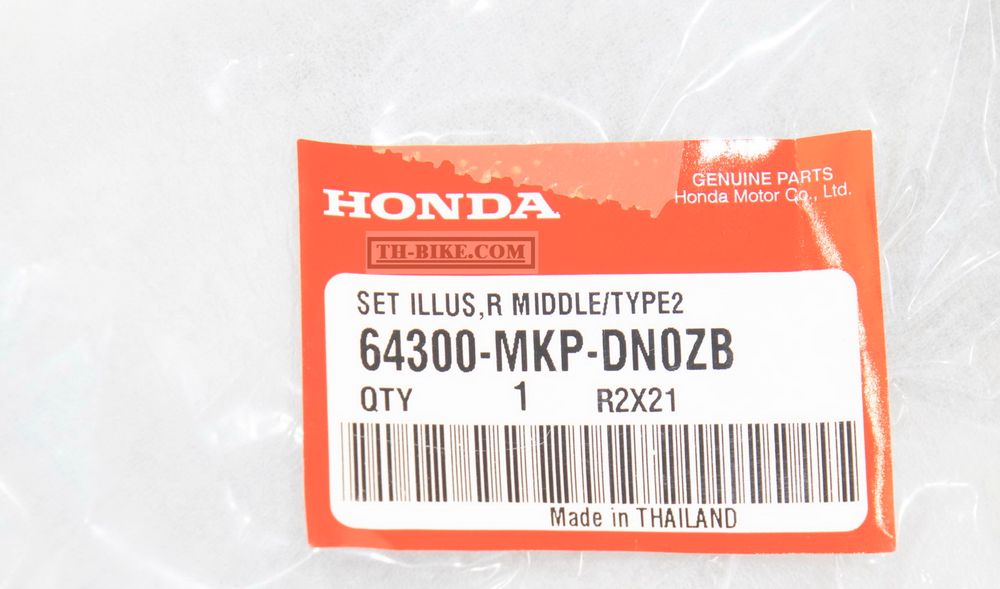 GENUINE PARTS
Honda Motor Co., Ltd.
HONDA
TH-BIKE.COM
SET ILLUS,R MIDDLE/TYPE2
64300-MKP-DN0ZB
QTY 1 R2X21
Made in THAILAND